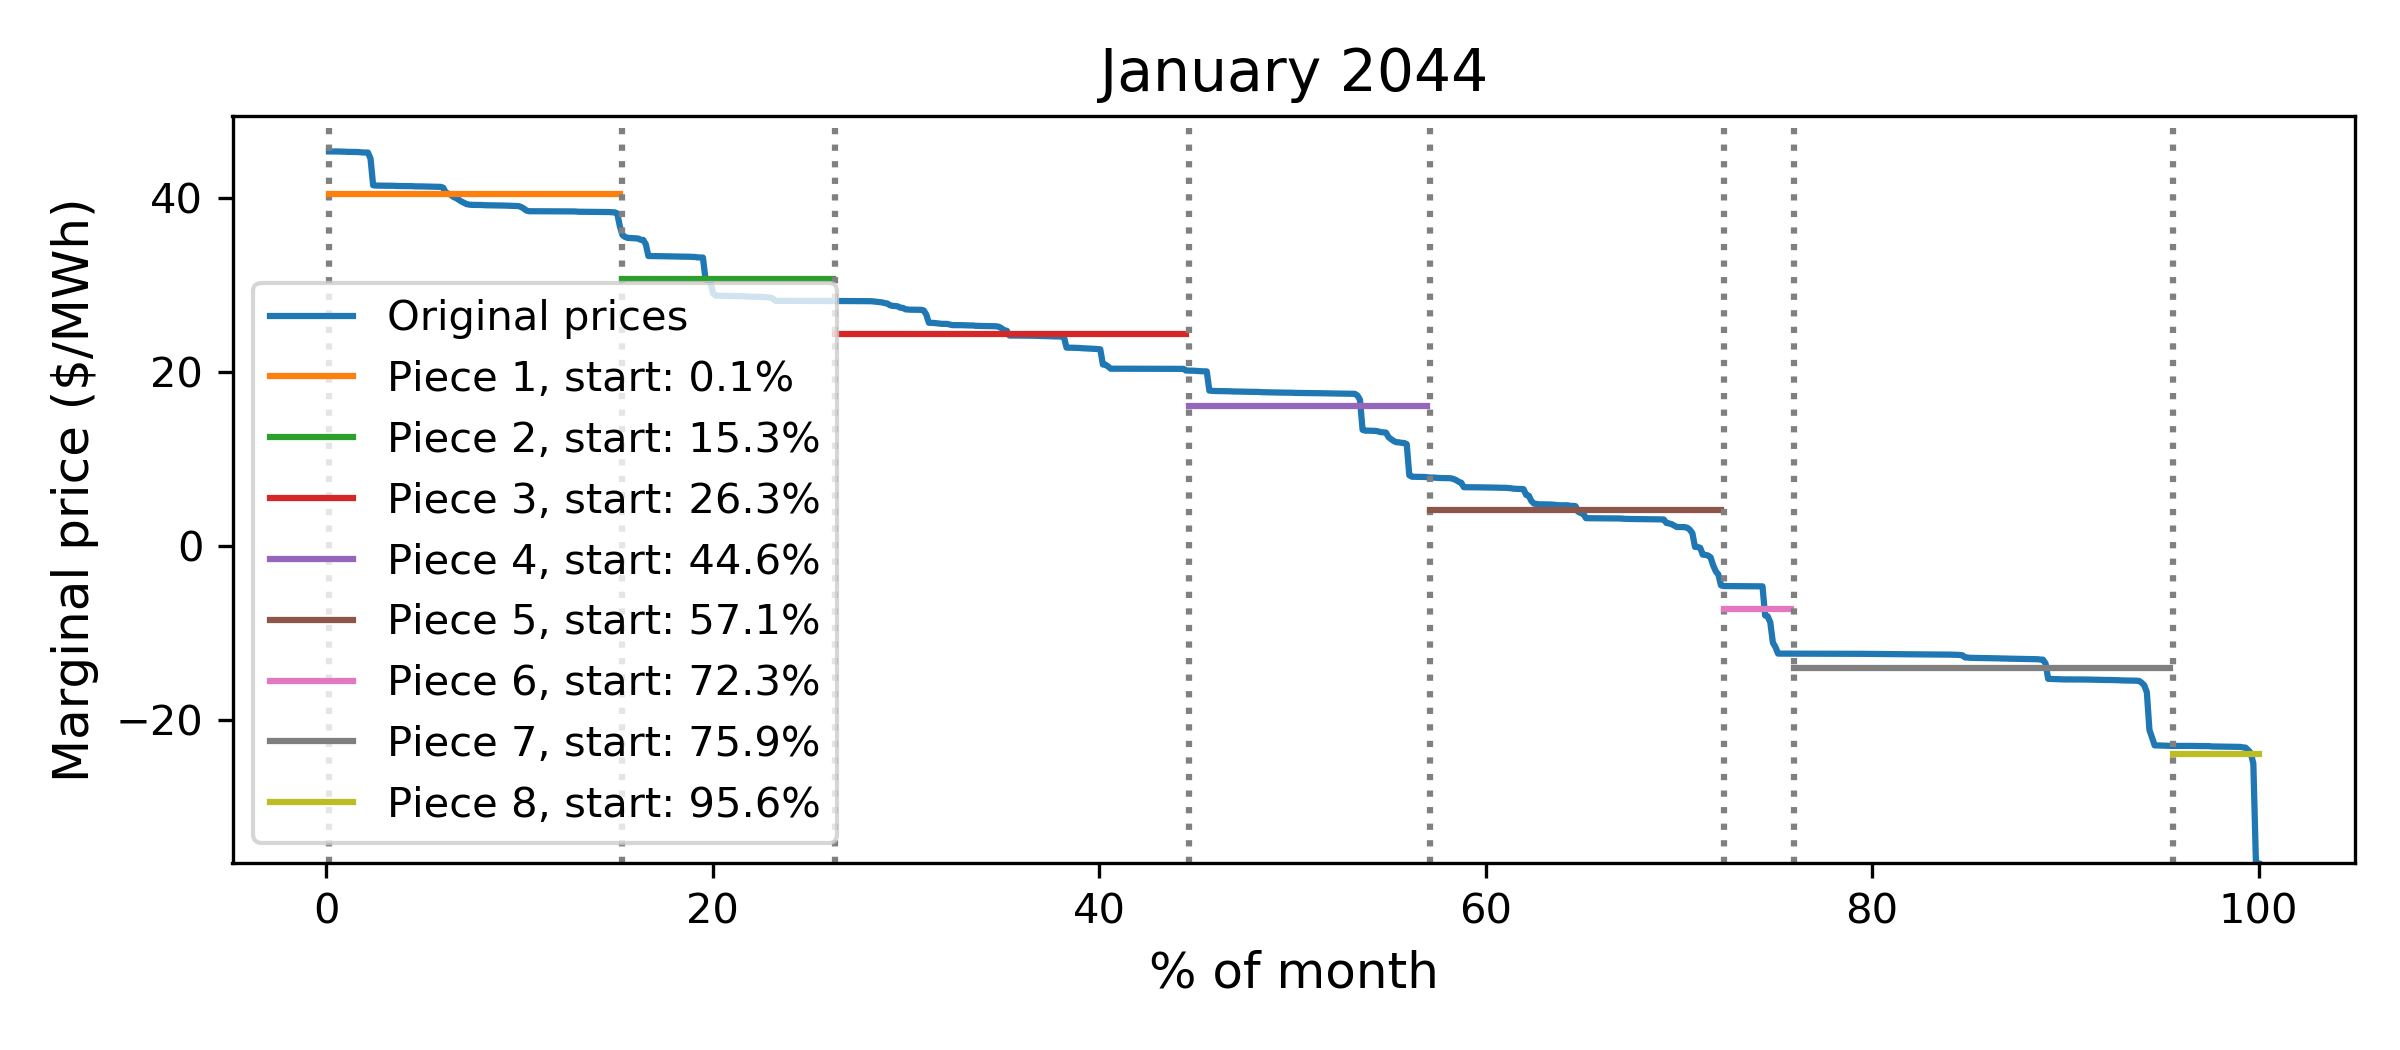 January 2044
Marginal price ($/MWh)
40
20
0
−20
Original prices
Piece 1, start: 0.1%
Piece 2, start: 15.3%
Piece 3, start: 26.3%
Piece 4, start: 44.6%
Piece 5, start: 57.1%
Piece 6, start: 72.3%
Piece 7, start: 75.9%
Piece 8, start: 95.6%
0 20 40 60 80 100
% of month